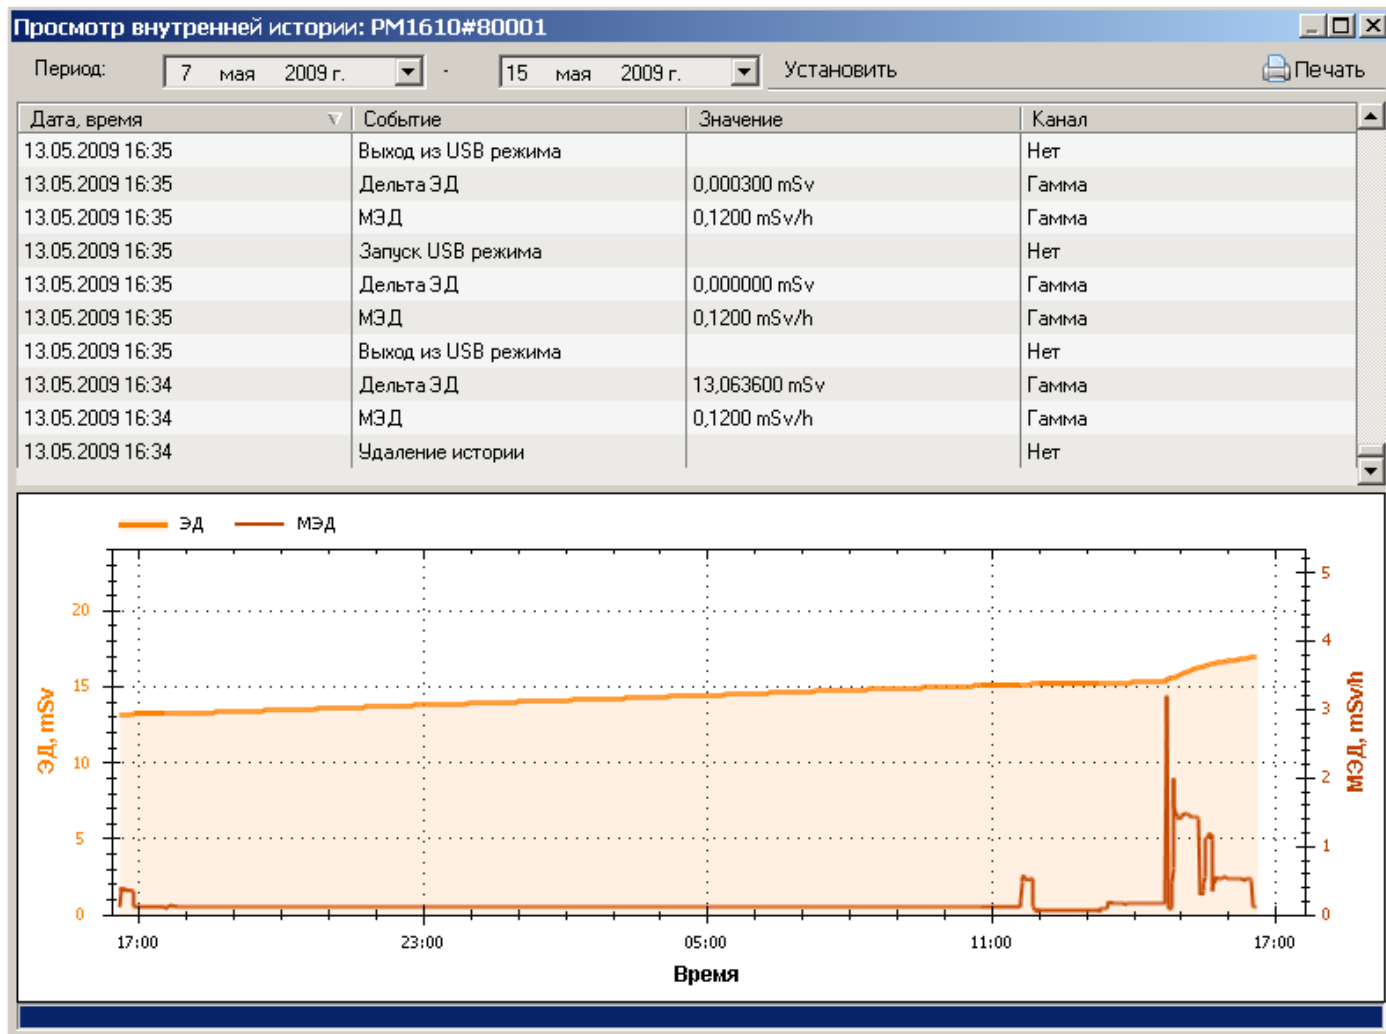 Просмотр внутренней истории: PM1610#80001
Период: 7 мая 2009 г. - 15 мая 2009 г. Установить Печать
Дата, время Событие Значение Канал
13.05.2009 16:35 Выход из USB режима Нет
13.05.2009 16:35 Дельта ЭД 0,000300 mSv Гамма
13.05.2009 16:35 МЭД 0,1200 mSv/h Гамма
13.05.2009 16:35 Запуск USB режима Нет
13.05.2009 16:35 Дельта ЭД 0,000000 mSv Гамма
13.05.2009 16:35 МЭД 0,1200 mSv/h Гамма
13.05.2009 16:35 Выход из USB режима Нет
13.05.2009 16:34 Дельта ЭД 13,063600 mSv Гамма
13.05.2009 16:34 МЭД 0,1200 mSv/h Гамма
13.05.2009 16:34 Удаление истории Нет
ЭД МЭД
ЭД, mSv
20
15
10
5
0
5
4
3
2
1
0
МЭД, mSv/h
17:00 23:00 05:00 11:00 17:00
Время